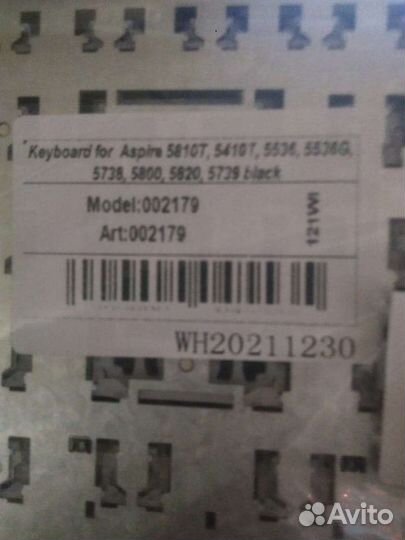 Keyboard for Aspire 5810T, 5410T, 5536, 5536G,
5738, 5800, 5820, 5739 black
Model:002179
Art:002179
121WI
WH20211230
Avito